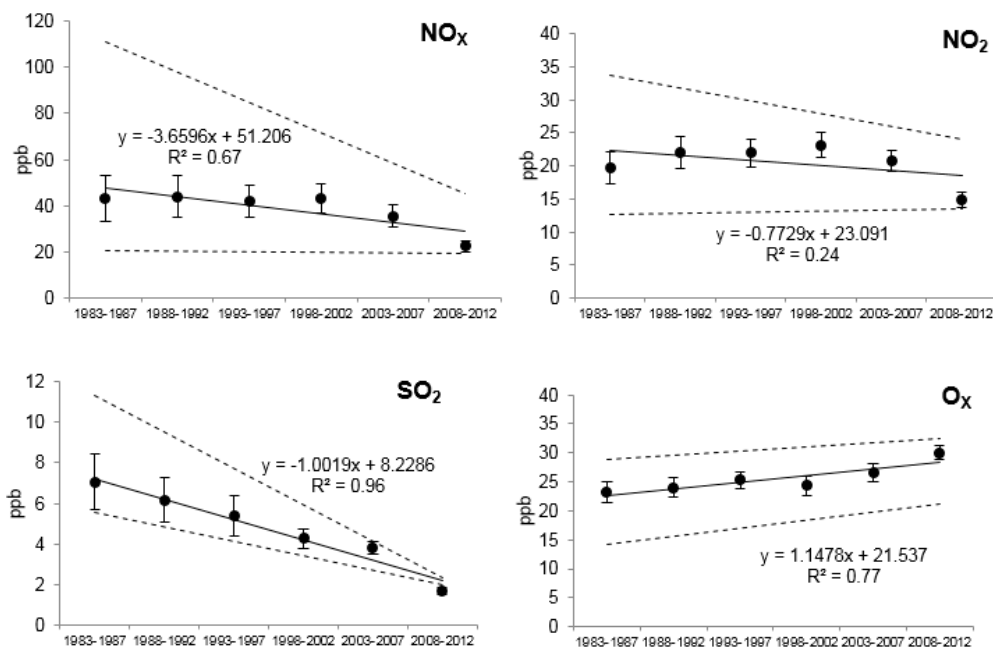 NOX
ppb
120
100
80
60
40
20
0
y = -3.6596x + 51.206
R² = 0.67
1983-1987 1988-1992 1993-1997 1998-2002 2003-2007 2008-2012
NO2
ppb
40
35
30
25
20
15
10
5
0
y = -0.7729x + 23.091
R² = 0.24
1983-1987 1988-1992 1993-1997 1998-2002 2003-2007 2008-2012
SO2
ppb
12
10
8
6
4
2
0
y = -1.0019x + 8.2286
R² = 0.96
1983-1987 1988-1992 1993-1997 1998-2002 2003-2007 2008-2012
OX
ppb
40
35
30
25
20
15
10
5
0
y = 1.1478x + 21.537
R² = 0.77
1983-1987 1988-1992 1993-1997 1998-2002 2003-2007 2008-2012